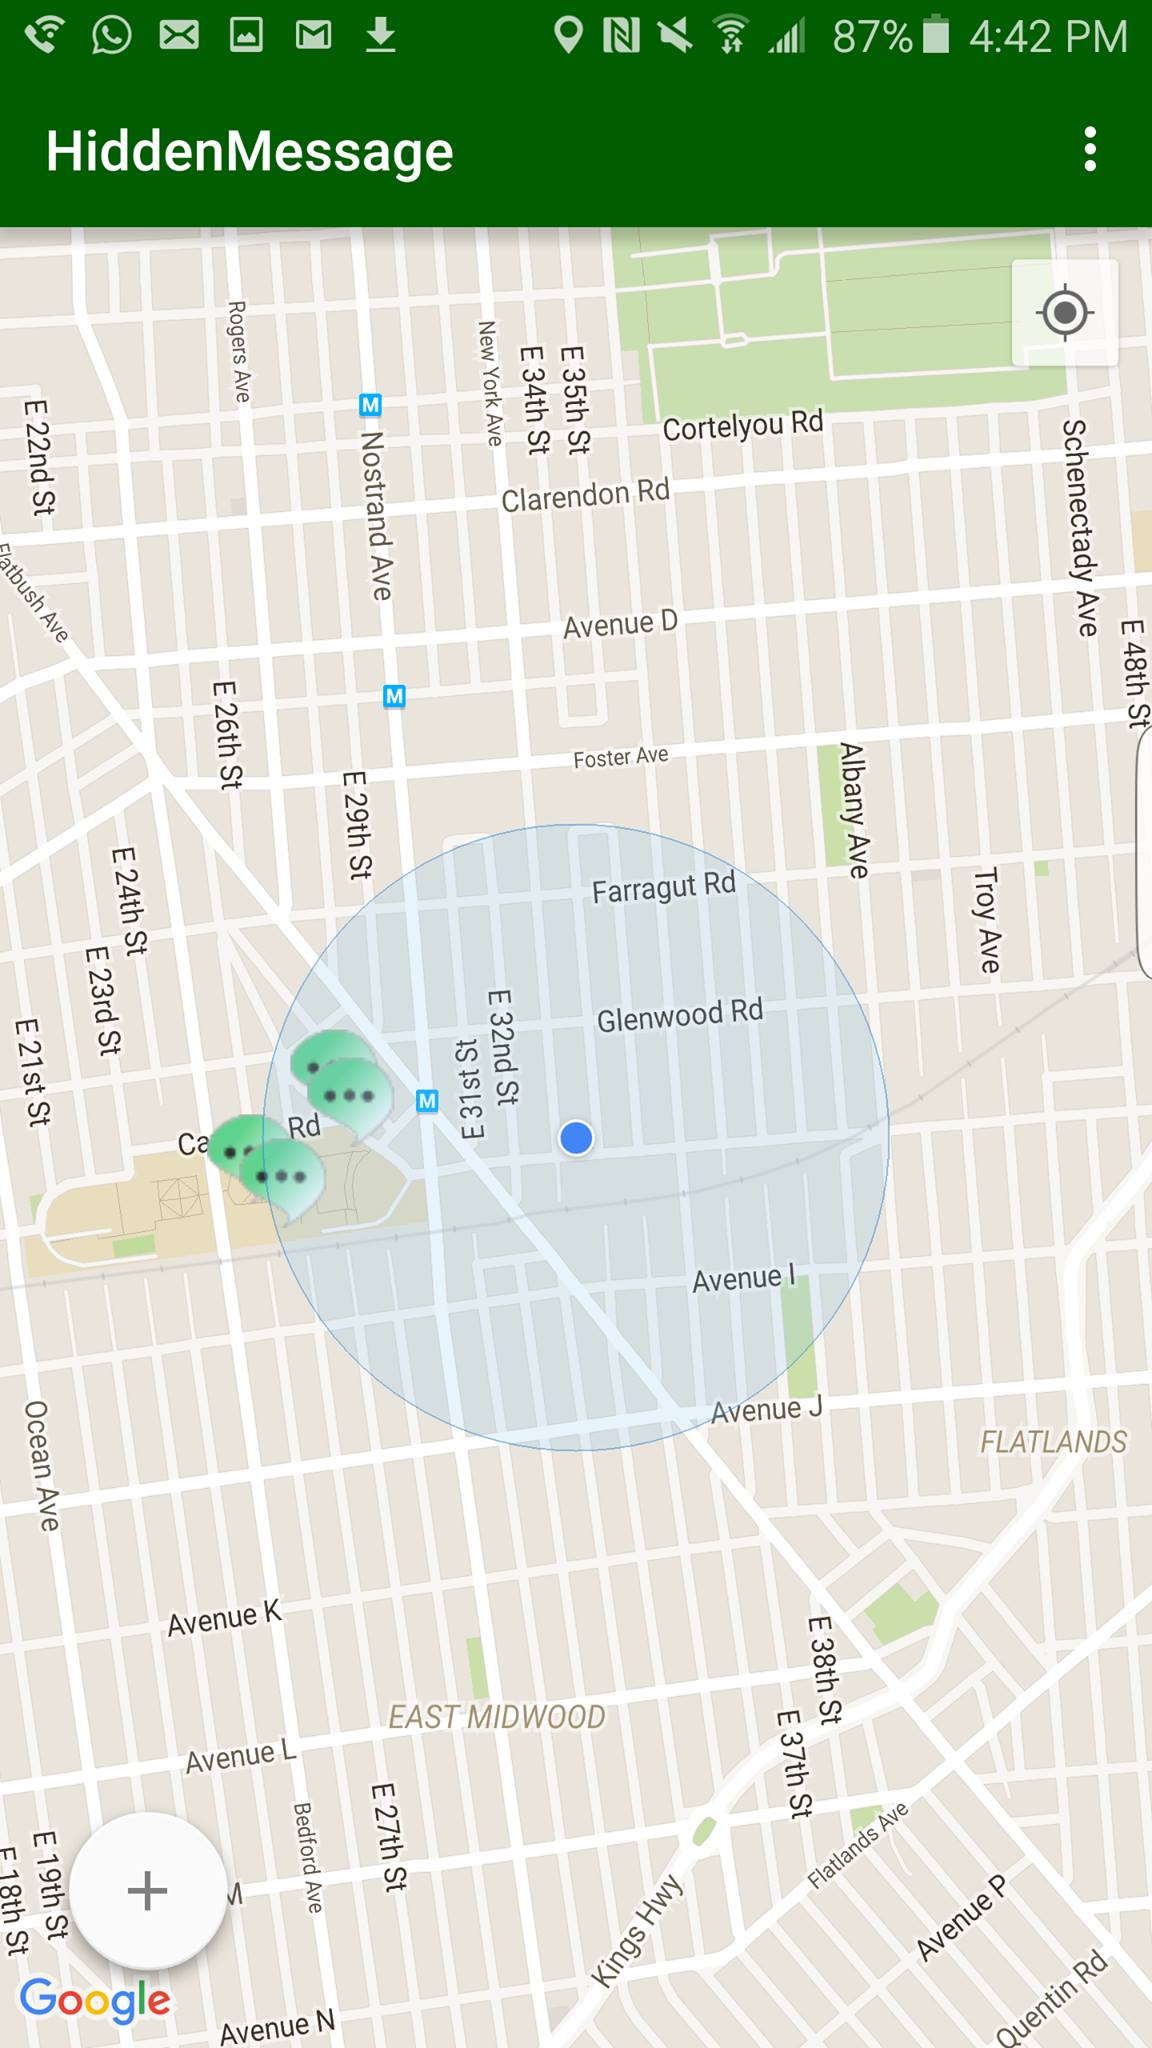 87% 4:42 PM
HiddenMessage
Rogers Ave
New York Ave
E 34th St
E 35th St
M
E 22nd St
Cortelyou Rd
Schenectady Ave
Nostrand Ave
Clarendon Rd
Flatbush Ave
Avenue D
E 48th St
E 26th St
M
Foster Ave
Albany Ave
E 29th St
E 24th St
Farragut Rd
Troy Ave
E 23rd St
E 32nd St
Glenwood Rd
E 21st St
E 31st St
M
Ca Rd
Avenue I
Ocean Ave
Avenue J
FLATLANDS
Avenue K
E 38th St
EAST MIDWOOD
E 37th St
Avenue L
E 27th St
Bedford Ave
Flatlands Ave
E 19th St
E 18th St
M
Kings Hwy
Avenue P
Google
Avenue N
Quentin Rd